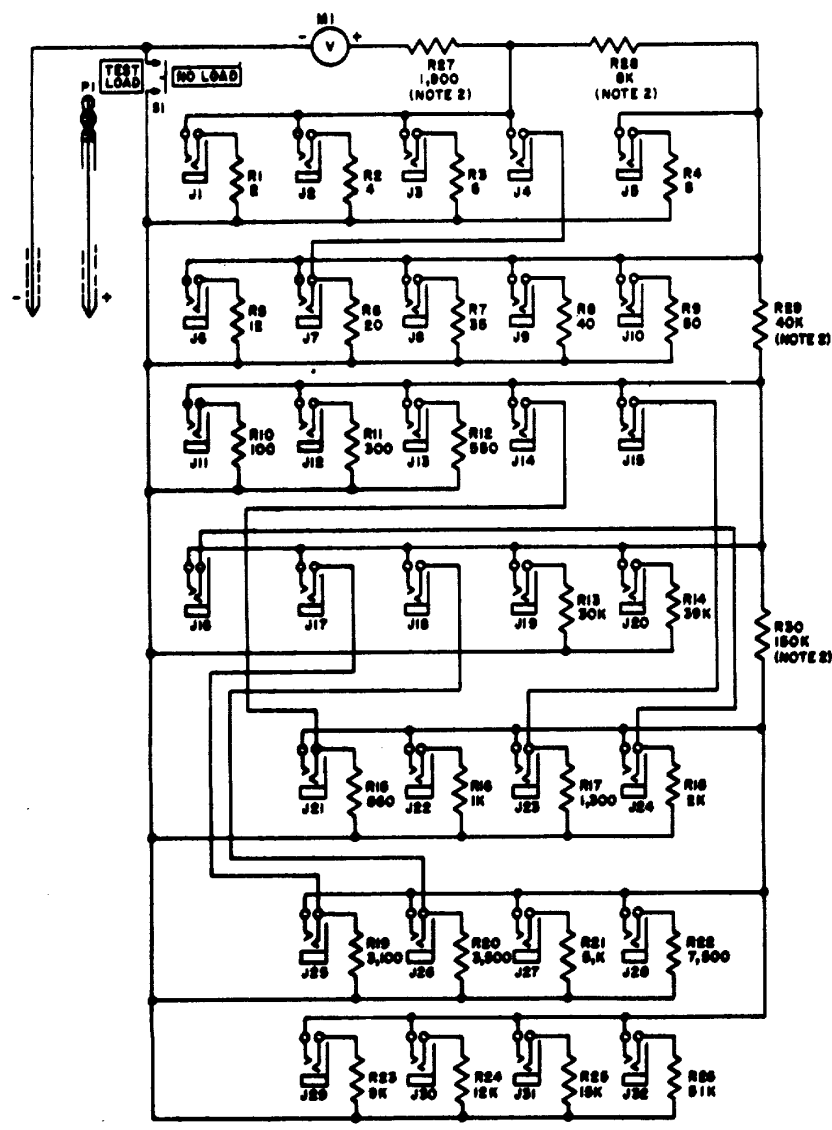 M1
- V +
R27
1,900
(NOTE 2)
R28
8K
(NOTE 2)
TEST
LOAD
NO LOAD
P1
S1
J1
R1
2
J2
R2
4
J3
R3
6
J4
J5
R4
8
- +
J6
R5
12
J7
R6
20
J8
R7
35
J9
R8
40
J10
R9
50
R29
40K
(NOTE 2)
J11
R10
100
J12
R11
300
J13
R12
550
J14
J15
J16
J17
J18
J19
R13
30K
J20
R14
39K
R30
150K
(NOTE 2)
J21
R15
J22
R16
1K
J23
R17
1,300
J24
R18
2K
J25
R19
3,100
J26
R20
3,500
J27
R21
5,K
J28
R22
7,500
J29
R23
9K
J30
R24
12K
J31
R25
15K
J32
R26
51K